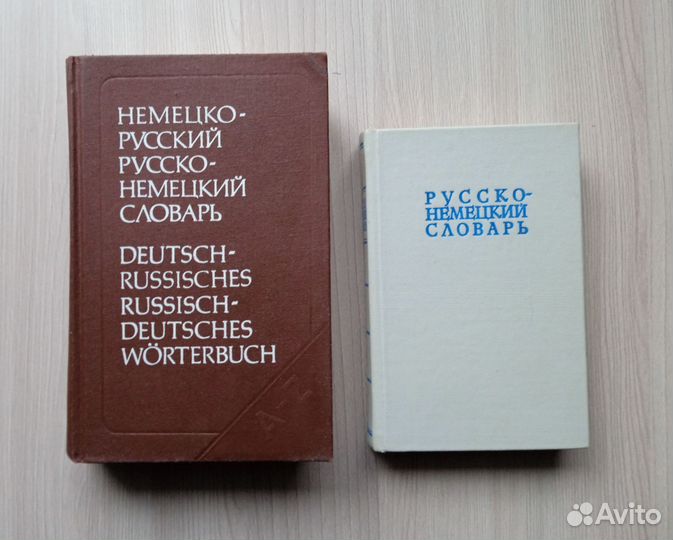 НЕМЕЦКО-
РУССКИЙ
РУССКО-
НЕМЕЦКИЙ
СЛОВАРЬ
DEUTSCH-
RUSSISCHES
RUSSISCH-
DEUTSCHES
WÖRTERBUCH
A-Z
РУССКО-
НЕМЕЦКИЙ
СЛОВАРЬ
Avito